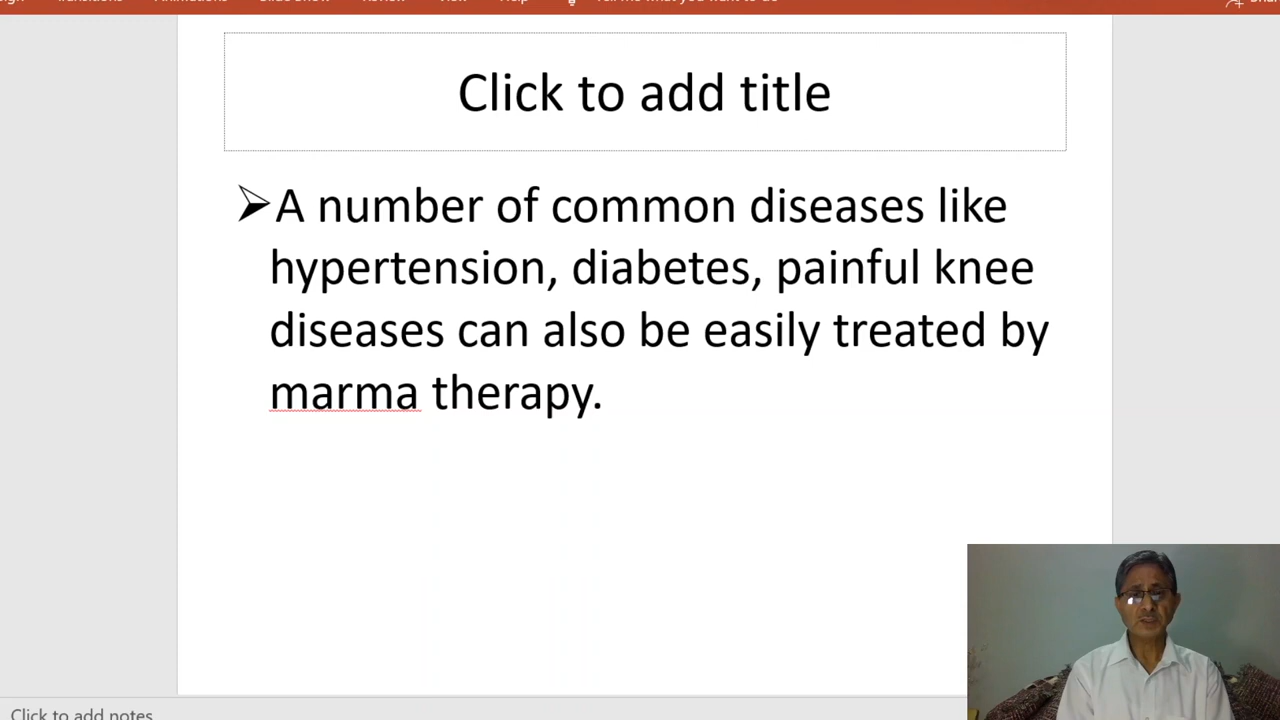 Click to add title
➢A number of common diseases like
hypertension, diabetes, painful knee
diseases can also be easily treated by
marma therapy.
Click to add notes